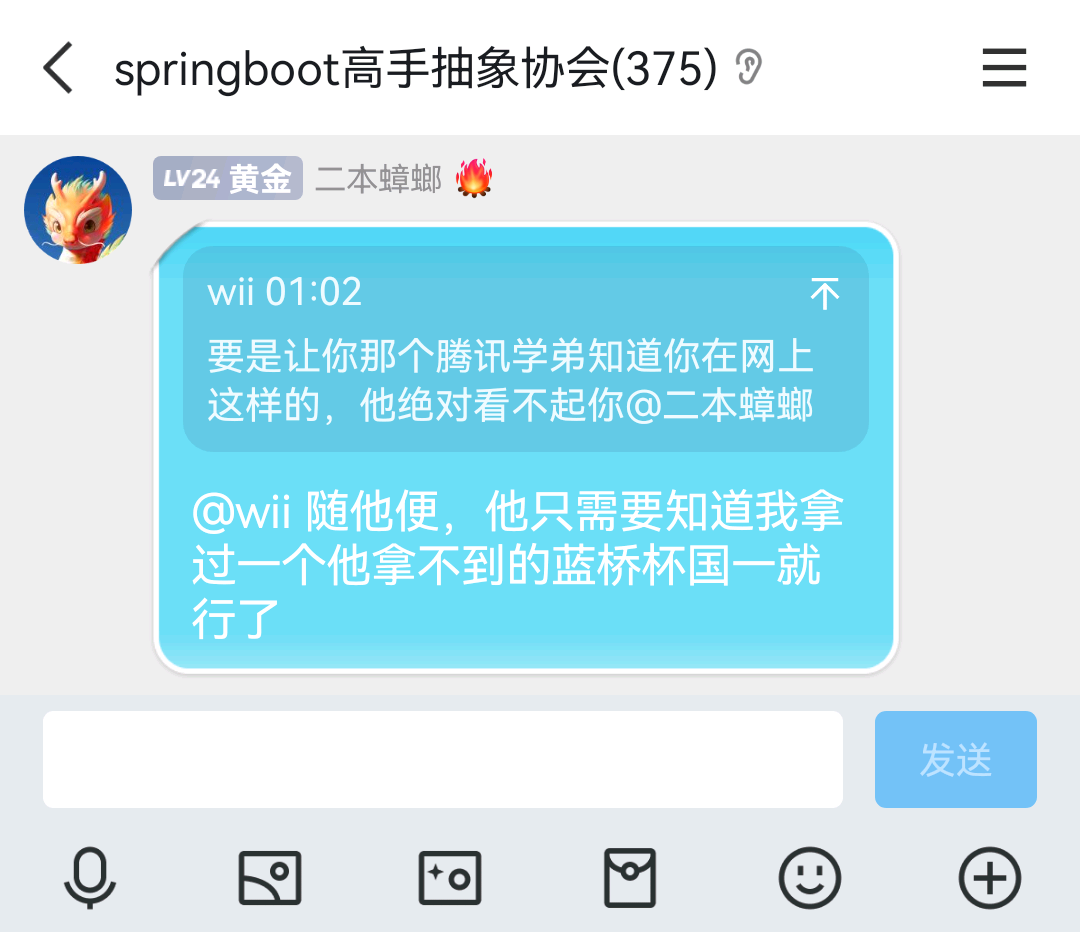 springboot高手抽象协会(375)
LV24 黄金 二本蟑螂
wii 01:02
要是让你那个腾讯学弟知道你在网上
这样的，他绝对看不起你@二本蟑螂
@wii 随他便，他只需要知道我拿
过一个他拿不到的蓝桥杯国一就
行了
发送